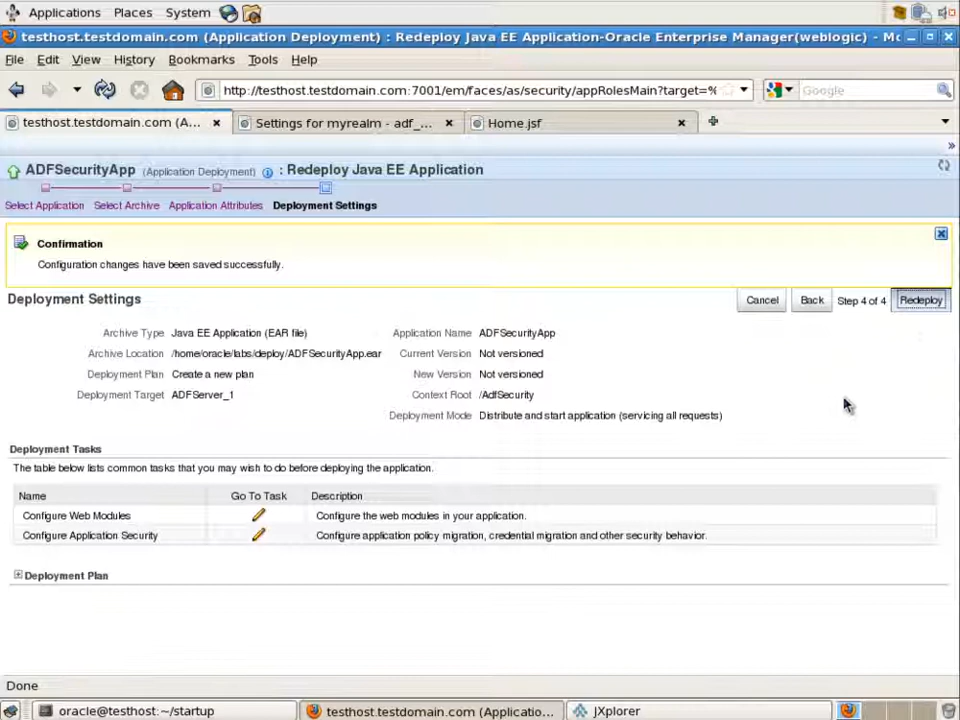 Applications Places System
testhost.testdomain.com (Application Deployment) : Redeploy Java EE Application-Oracle Enterprise Manager(weblogic) - Mo
File Edit View History Bookmarks Tools Help
http://testhost.testdomain.com:7001/em/faces/as/security/appRolesMain?target=% Google
testhost.testdomain.com (A... Settings for myrealm - adf_... Home.jsf
»
ADFSecurityApp (Application Deployment) : Redeploy Java EE Application
Select Application Select Archive Application Attributes Deployment Settings
Confirmation
Configuration changes have been saved successfully.
Deployment Settings Cancel Back Step 4 of 4 Redeploy
Archive Type Java EE Application (EAR file) Application Name ADFSecurityApp
Archive Location /home/oracle/labs/deploy/ADFSecurityApp.ear Current Version Not versioned
Deployment Plan Create a new plan New Version Not versioned
Deployment Target ADFServer_1 Context Root /AdfSecurity
Deployment Mode Distribute and start application (servicing all requests)
Deployment Tasks
The table below lists common tasks that you may wish to do before deploying the application.
Name Go To Task Description
Configure Web Modules Configure the web modules in your application.
Configure Application Security Configure application policy migration, credential migration and other security behavior.
Deployment Plan
Done
oracle@testhost:~/startup testhost.testdomain.com (Applicatio... JXplorer